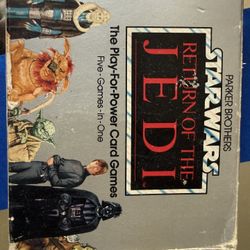 PARKER BROTHERS
STAR WARS
RETURN OF THE
JEDI
The Play-For-Power Card Games
Five-Games-in-One